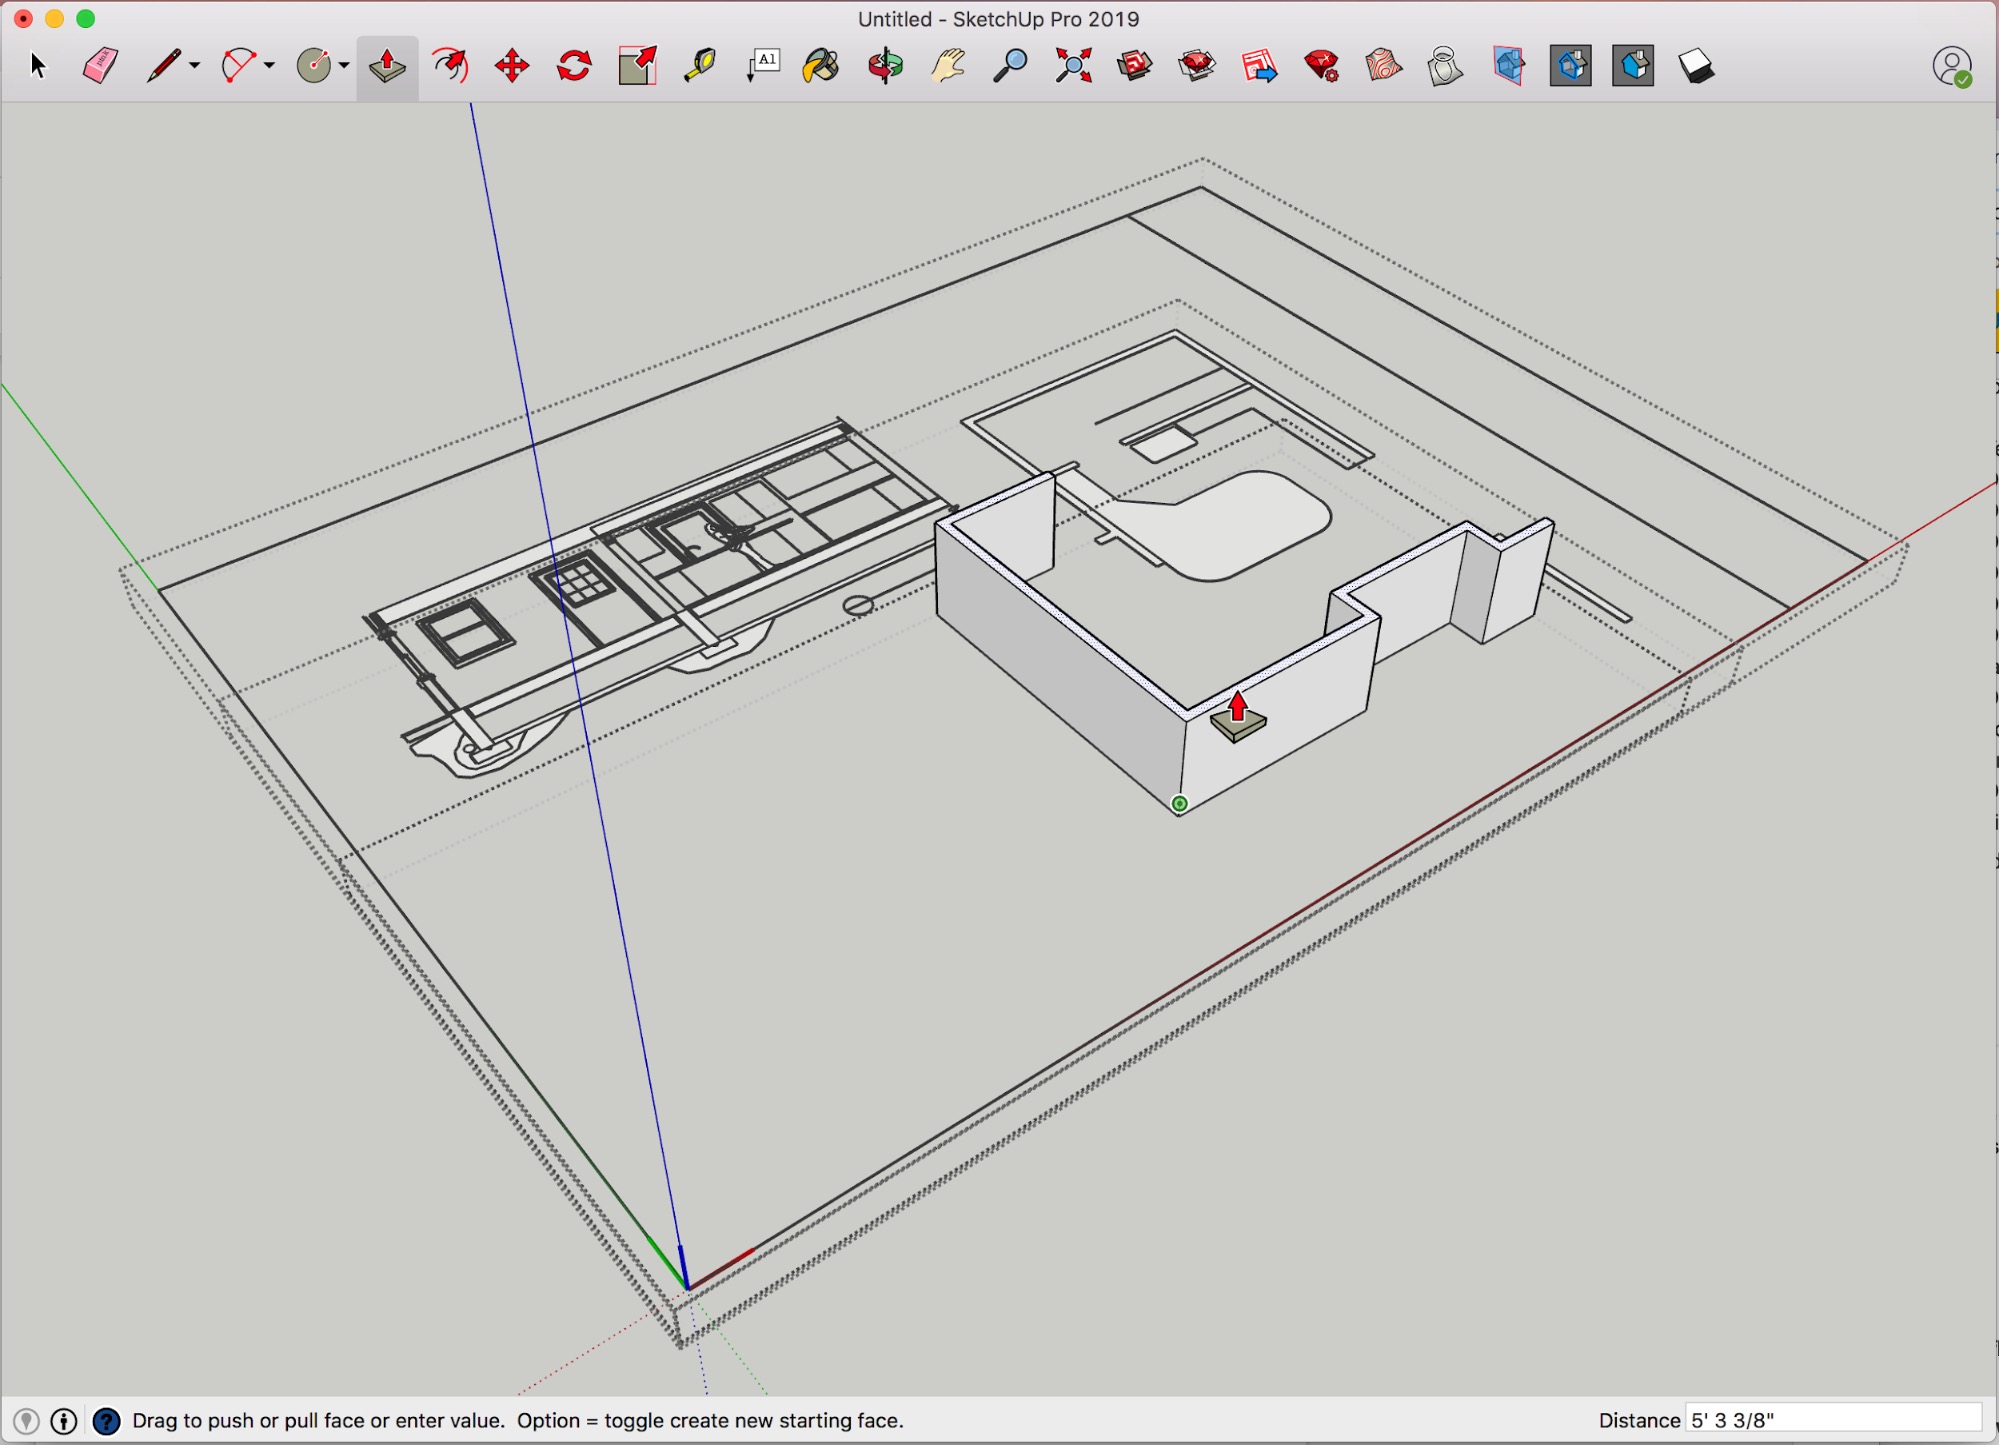 Untitled - SketchUp Pro 2019
A1
Drag to push or pull face or enter value. Option = toggle create new starting face.
Distance 5' 3 3/8"